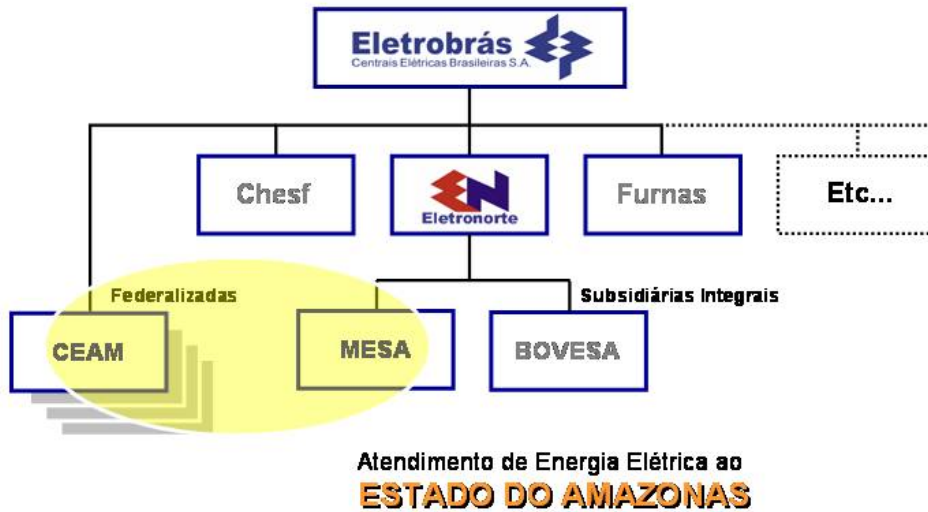 Eletrobrás
Centrais Elétricas Brasileiras S.A.
Chesf
EN
Eletronorte
Furnas
Etc...
Federalizadas
Subsidiárias Integrais
CEAM
MESA
BOVESA
Atendimento de Energia Elétrica ao
ESTADO DO AMAZONAS